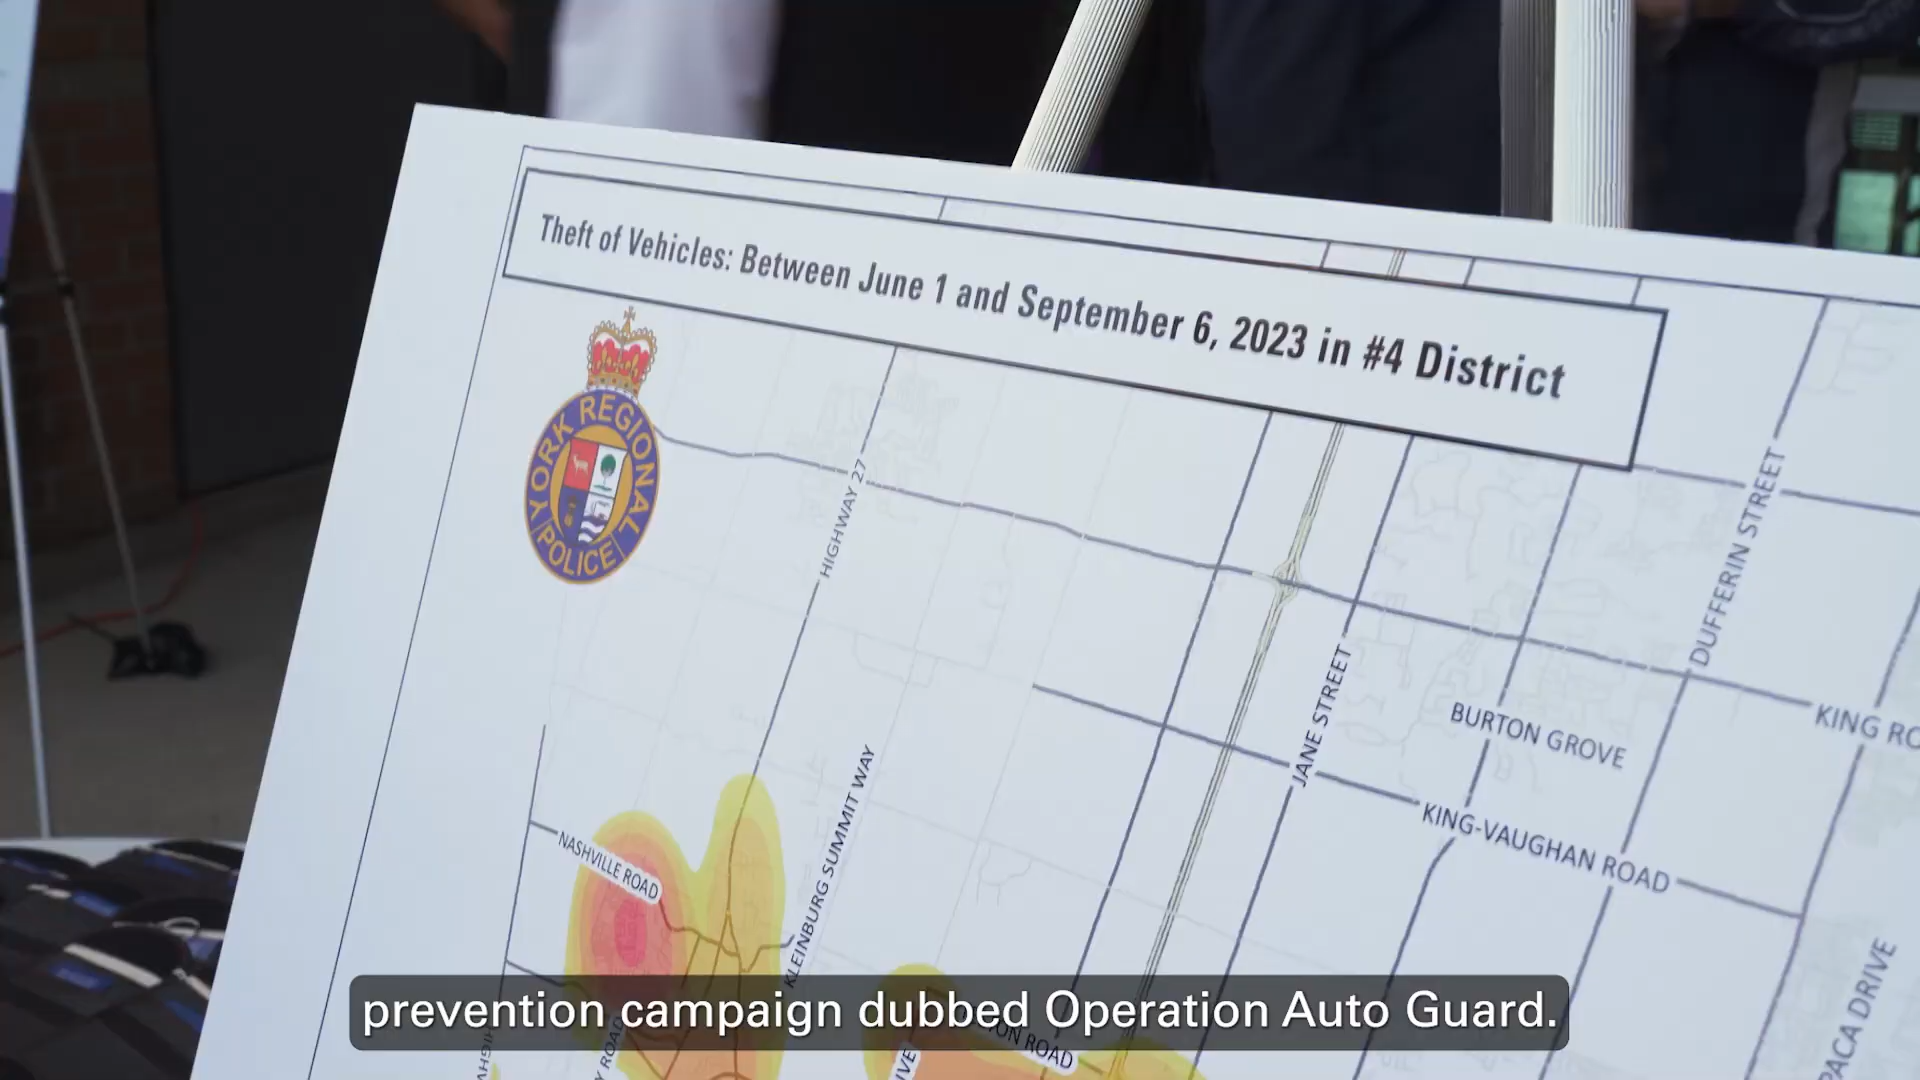 Theft of Vehicles: Between June 1 and September 6, 2023 in #4 District
YORK REGIONAL
POLICE
HIGHWAY 27
DUFFERIN STREET
JANE STREET
BURTON GROVE
KING
KING-VAUGHAN ROAD
KLEINBURG SUMMIT WAY
NASHVILLE ROAD
DRIVE
ROAD
prevention campaign dubbed Operation Auto Guard.